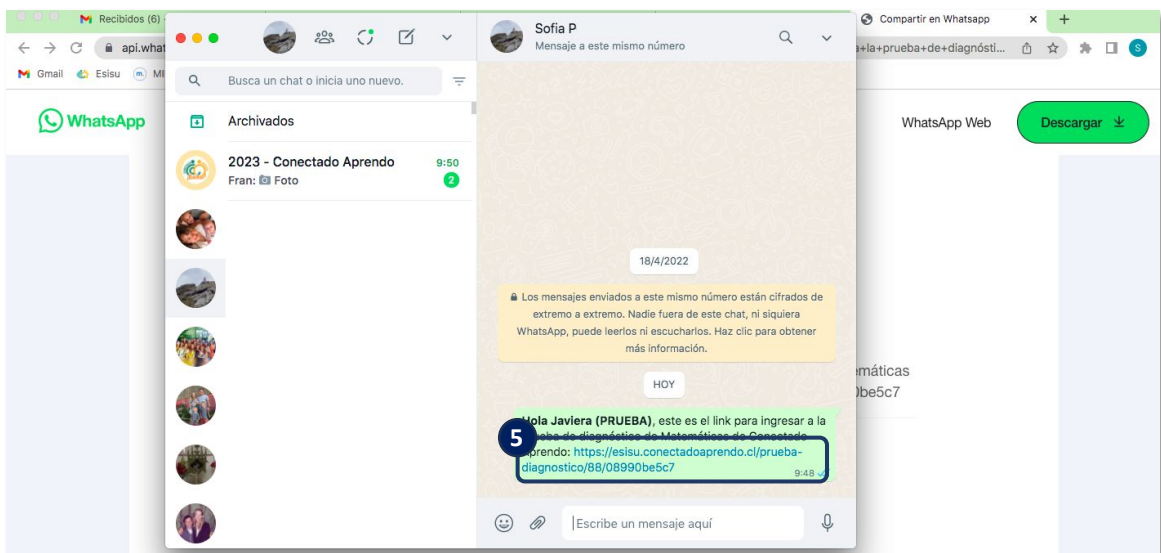 Recibidos (6)
Compartir en Whatsapp
api.what
a+la+prueba+de+diagnósti...
S
Gmail
Esisu
m.
MI
WhatsApp
WhatsApp Web
Descargar
Busca un chat o inicia uno nuevo.
Archivados
2023 - Conectado Aprendo
9:50
Fran: Foto
2
Sofia P
Mensaje a este mismo número
18/4/2022
Los mensajes enviados a este mismo número están cifrados de
extremo a extremo. Nadie fuera de este chat, ni siquiera
WhatsApp, puede leerlos ni escucharlos. Haz clic para obtener
más información.
HOY
Hola Javiera (PRUEBA), este es el link para ingresar a la
prueba de diagnóstico de Matemáticas de Conectado
Aprendo: https://esisu.conectadoaprendo.cl/prueba-
diagnostico/88/08990be5c7
9:48
5
emáticas
0be5c7
Escribe un mensaje aquí